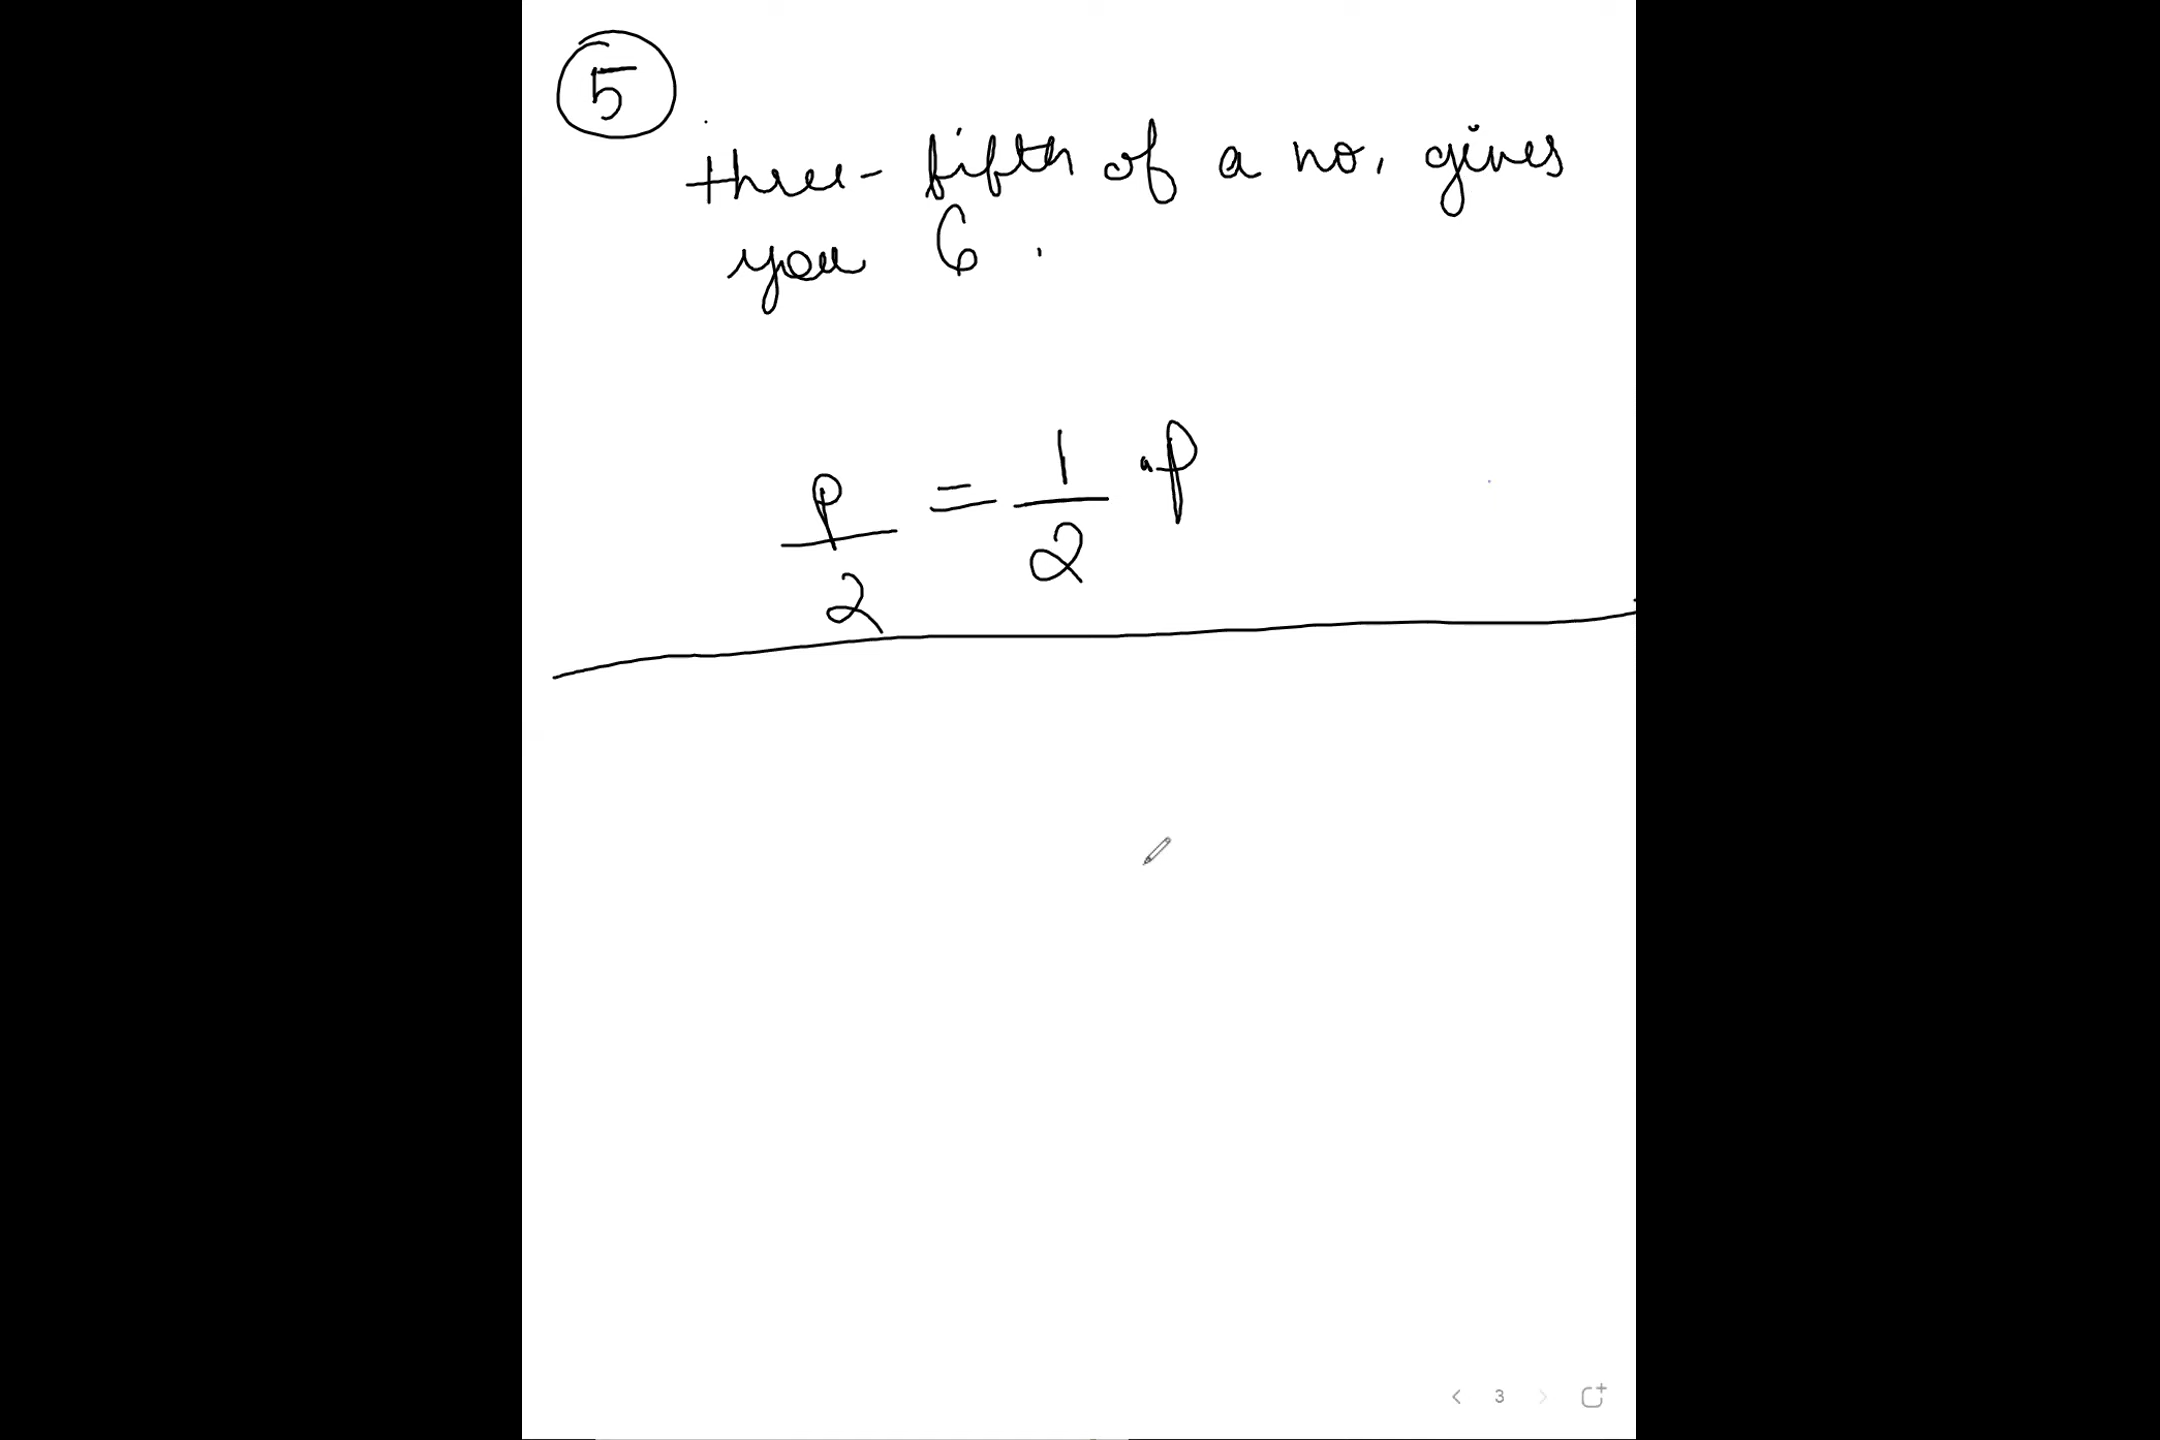 5
three-fifth of a no. gives
you 6.
p/2 = 1/2 . p
< 3 >